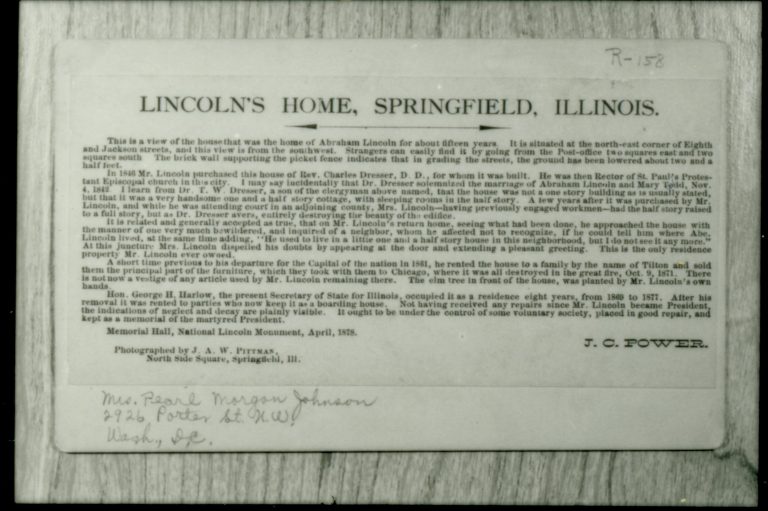 R-158
LINCOLN'S HOME, SPRINGFIELD, ILLINOIS.
This is a view of the house that was the home of Abraham Lincoln for about fifteen years. It is situated at the north-east corner of Eighth
and Jackson streets, and this view is from the southwest. Strangers can easily find it by going from the Post-office two squares east and two
squares south The brick wall supporting the picket fence indicates that in grading the streets, the ground has been lowered about two and a
half feet.
In 1846 Mr. Lincoln purchased this house of Rev. Charles Dresser, D. D., for whom it was built. He was then Rector of St. Paul's Protes-
tant Episcopal church in this city. I may say incidentally that Dr. Dresser solemnized the marriage of Abraham Lincoln and Mary Todd, Nov.
4, 1842. I learn from Dr. T. W. Dresser, a son of the clergyman above named, that the house was not a one story building as is usually stated,
but that it was a very handsome one and a half story cottage, with sleeping rooms in the half story. A few years after it was purchased by Mr.
Lincoln, and while he was attending court in an adjoining county, Mrs. Lincoln—having previously engaged workmen—had the half story raised
to a full story, but as Dr. Dresser avers, entirely destroying the beauty of the edifice.
It is related and generally accepted as true, that on Mr. Lincoln's return home, seeing what had been done, he approached the house with
the manner of one very much bewildered, and inquired of a neighbor, whom he affected not to recognize, if he could tell him where Abe.
Lincoln lived, at the same time adding, "He used to live in a little one and a half story house in this neighborhood, but I do not see it any more."
At this juncture Mrs. Lincoln dispelled his doubts by appearing at the door and extending a pleasant greeting. This is the only residence
property Mr. Lincoln ever owned.
A short time previous to his departure for the Capital of the nation in 1861, he rented the house to a family by the name of Tilton and sold
them the principal part of the furniture, which they took with them to Chicago, where it was all destroyed in the great fire, Oct. 9, 1871. There
is not now a vestige of any article used by Mr. Lincoln remaining there. The elm tree in front of the house, was planted by Mr. Lincoln's own
hands.
Hon. George H. Harlow, the present Secretary of State for Illinois, occupied it as a residence eight years, from 1869 to 1877. After his
removal it was rented to parties who now keep it as a boarding house. Not having received any repairs since Mr. Lincoln became President,
the indications of neglect and decay are plainly visible. It ought to be under the control of some voluntary society, placed in good repair, and
kept as a memorial of the martyred President.
Memorial Hall, National Lincoln Monument, April, 1878.
J. C. POWER.
Photographed by J. A. W. PITTMAN,
North Side Square, Springfield, Ill.
Mrs. Pearl Morgan Johnson
2926 Porter St. N.W.
Wash., D.C.